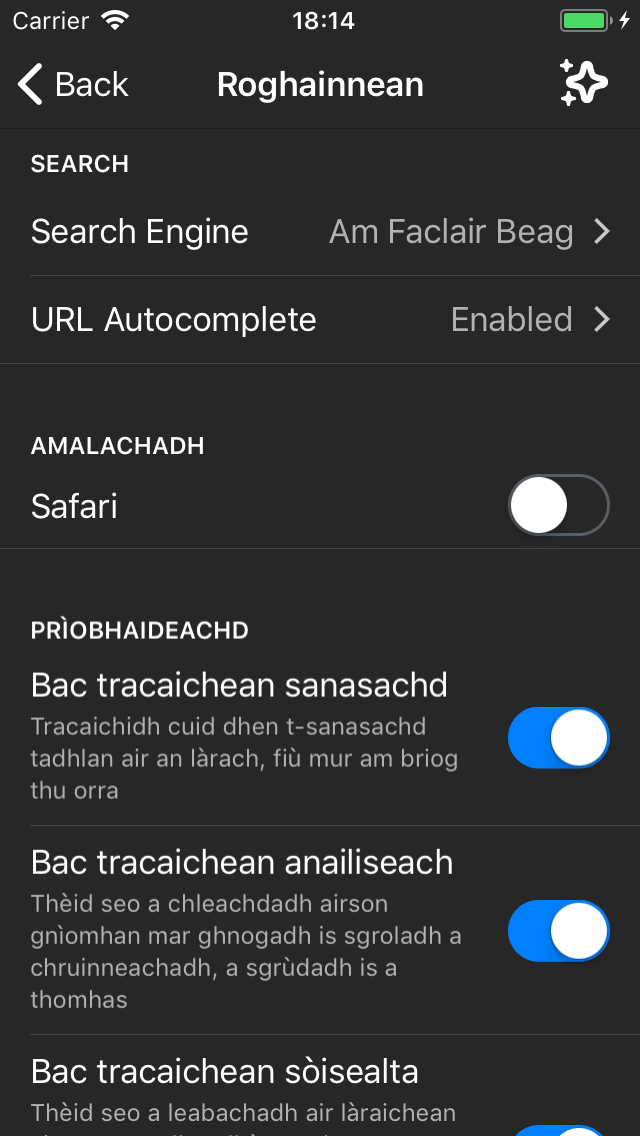 Carrier 18:14
Back Roghainnean
SEARCH
Search Engine Am Faclair Beag
URL Autocomplete Enabled
AMALACHADH
Safari
PRÌOBHAIDEACHD
Bac tracaichean sanasachd
Tracaichidh cuid dhen t-sanasachd
tadhlan air an làrach, fiù mur am briog
thu orra
Bac tracaichean anailiseach
Thèid seo a chleachdadh airson
gnìomhan mar ghnogadh is sgroladh a
chruinneachadh, a sgrùdadh is a
thomhas
Bac tracaichean sòisealta
Thèid seo a leabachadh air làraichean